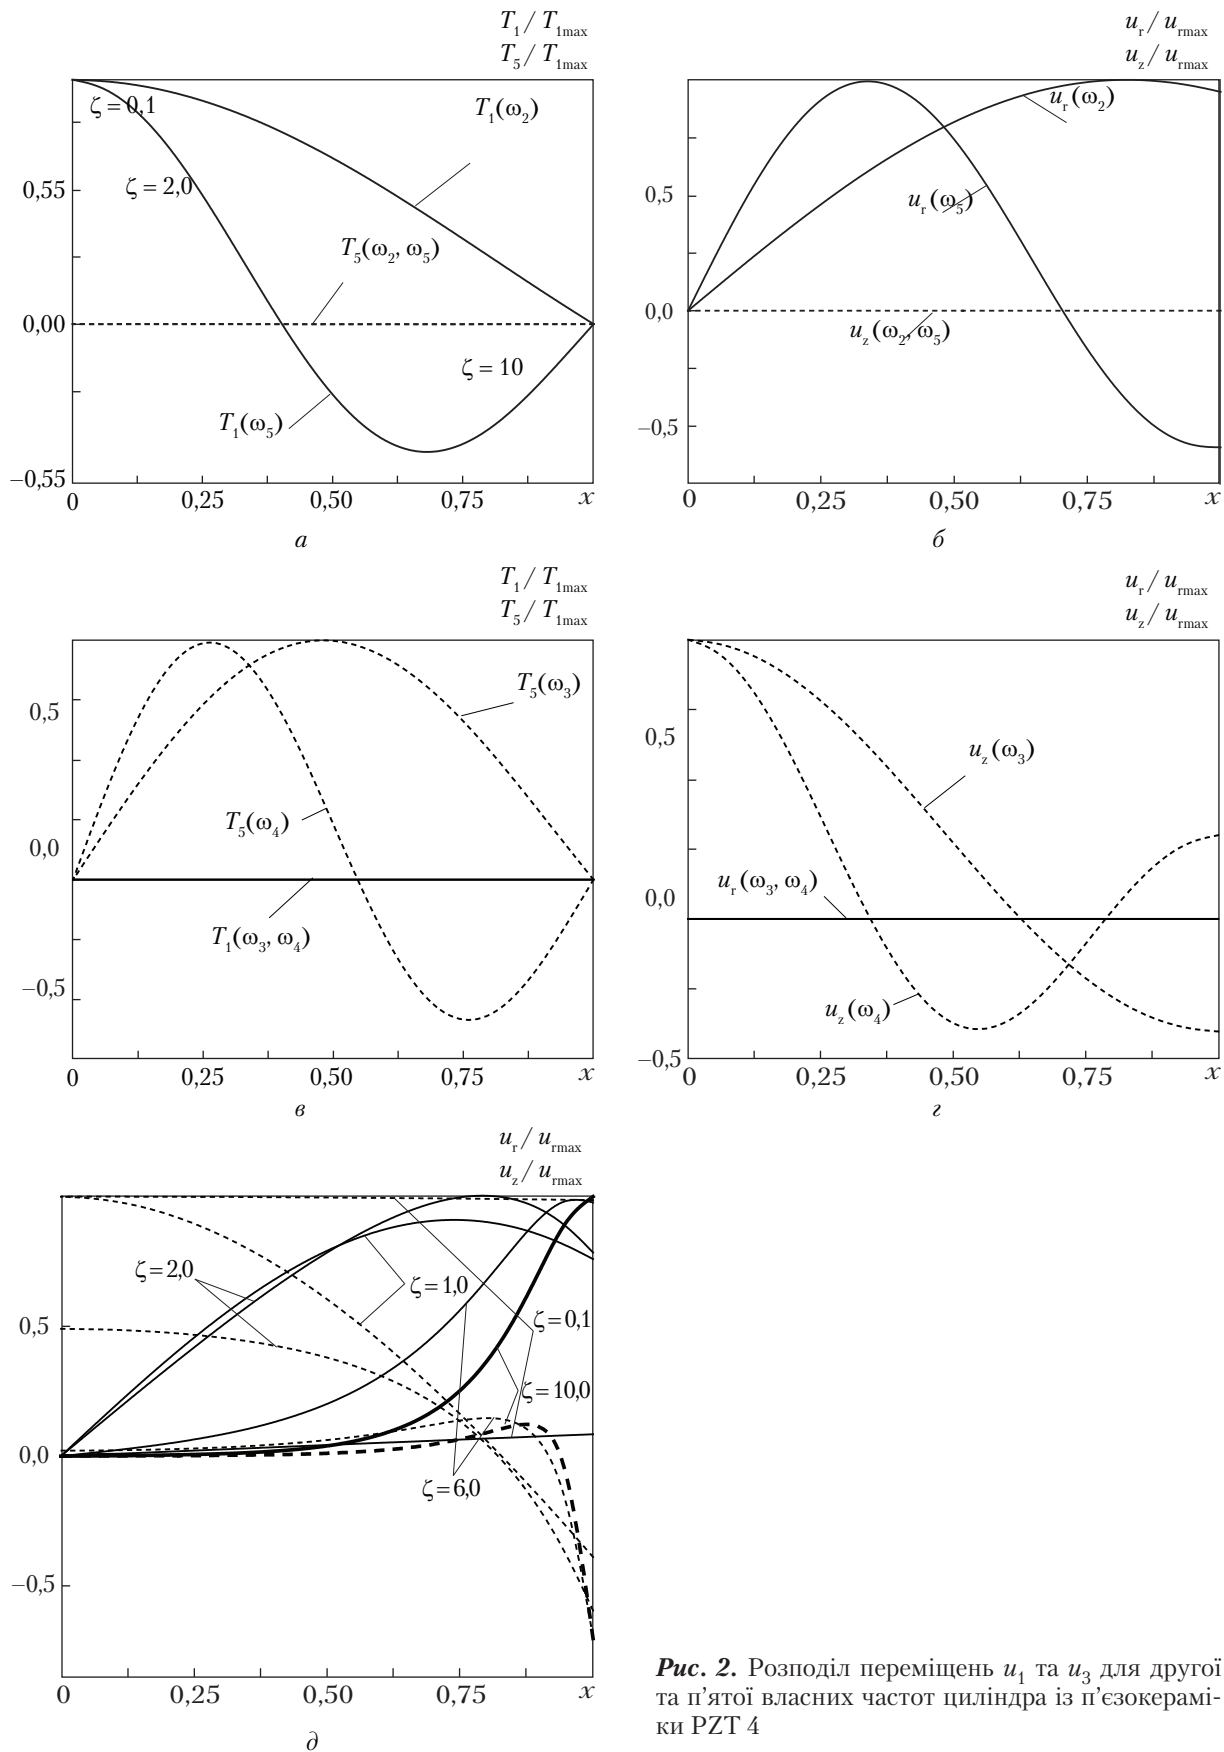 T₁ / T₁max
T₅ / T₁max
ζ = 0,1
T₁(ω₂)
0,55
ζ = 2,0
T₅(ω₂, ω₅)
0,00
ζ = 10
T₁(ω₅)
−0,55
0 0,25 0,50 0,75 x
а
uᵣ / uᵣmax
u_z / uᵣmax
uᵣ(ω₂)
0,5
uᵣ(ω₅)
0,0
u_z(ω₂, ω₅)
−0,5
0 0,25 0,50 0,75 x
б
T₁ / T₁max
T₅ / T₁max
T₅(ω₃)
0,5
T₅(ω₄)
0,0
T₁(ω₃, ω₄)
−0,5
0 0,25 0,50 0,75 x
в
uᵣ / uᵣmax
u_z / uᵣmax
0,5
u_z(ω₃)
uᵣ(ω₃, ω₄)
0,0
u_z(ω₄)
−0,5
0 0,25 0,50 0,75 x
г
uᵣ / uᵣmax
u_z / uᵣmax
ζ = 2,0
ζ = 1,0
0,5
ζ = 0,1
ζ = 10,0
0,0
ζ = 6,0
−0,5
0 0,25 0,50 0,75 x
д
Рис. 2. Розподіл переміщень u₁ та u₃ для другої
та п'ятої власних частот циліндра із п'єзокерамі-
ки PZT 4